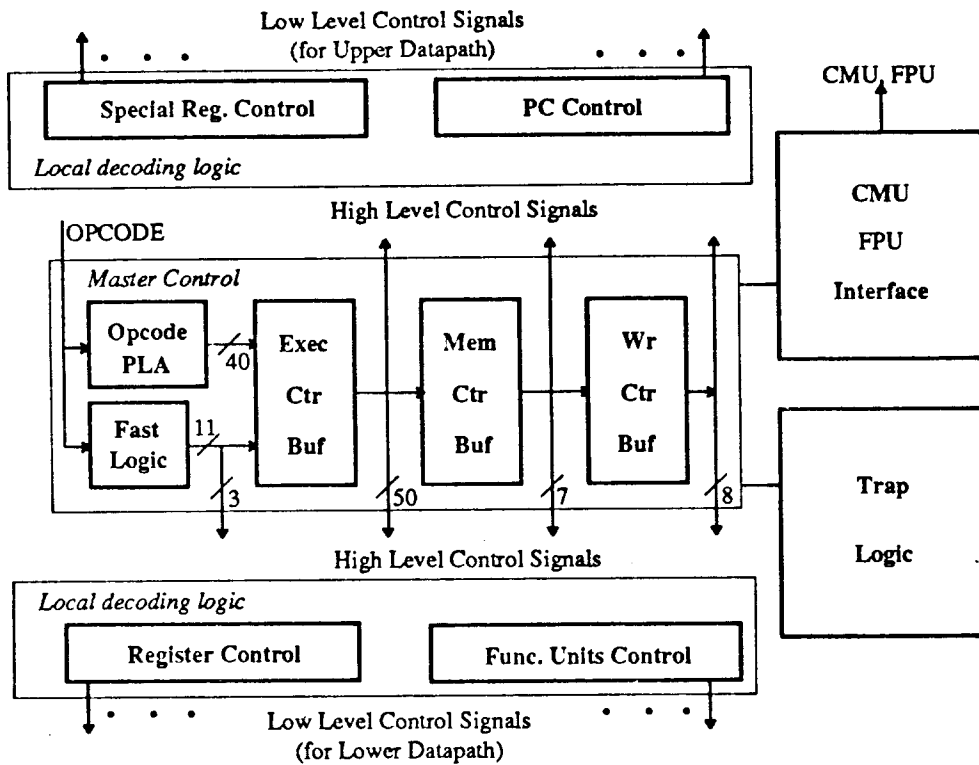 Low Level Control Signals
(for Upper Datapath)
Special Reg. Control
PC Control
Local decoding logic
CMU, FPU
CMU
FPU
Interface
High Level Control Signals
OPCODE
Master Control
Opcode
PLA
40
Fast
Logic
11
3
Exec
Ctr
Buf
50
Mem
Ctr
Buf
7
Wr
Ctr
Buf
8
Trap
Logic
High Level Control Signals
Local decoding logic
Register Control
Func. Units Control
Low Level Control Signals
(for Lower Datapath)